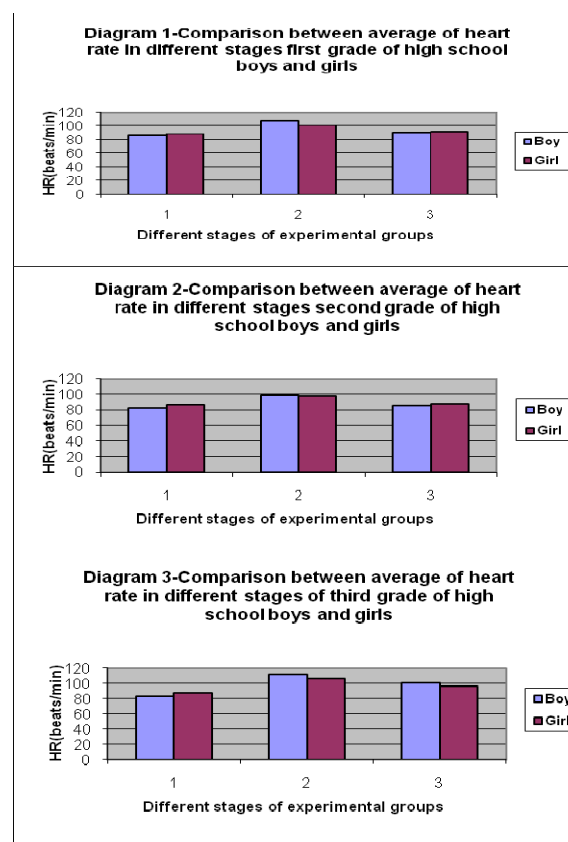 Diagram 1-Comparison between average of heart
rate in different stages first grade of high school
boys and girls
120
100
80
60
40
20
0
HR(beats/min)
1 2 3
Different stages of experimental groups
Boy
Girl
Diagram 2-Comparison between average of heart
rate in different stages second grade of high
school boys and girls
120
100
80
60
40
20
0
HR(beats/min)
1 2 3
Different stages of experimental groups
Boy
Girl
Diagram 3-Comparison between average of heart
rate in different stages of third grade of high
school boys and girls
120
100
80
60
40
20
0
HR(beats/min)
1 2 3
Different stages of experimental groups
Boy
Girl